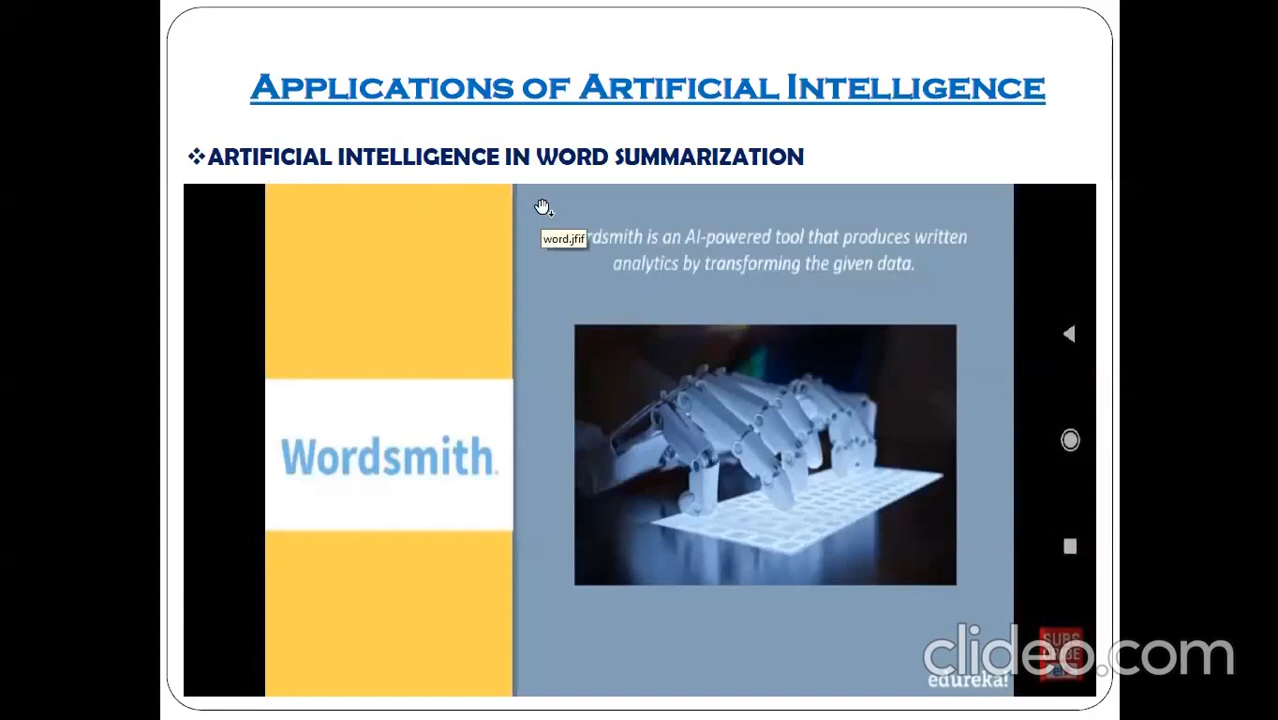 APPLICATIONS OF ARTIFICIAL INTELLIGENCE
❖ARTIFICIAL INTELLIGENCE IN WORD SUMMARIZATION
word.jfif
rdsmith is an AI-powered tool that produces written
analytics by transforming the given data.
Wordsmith.
clideo.com
edureka!